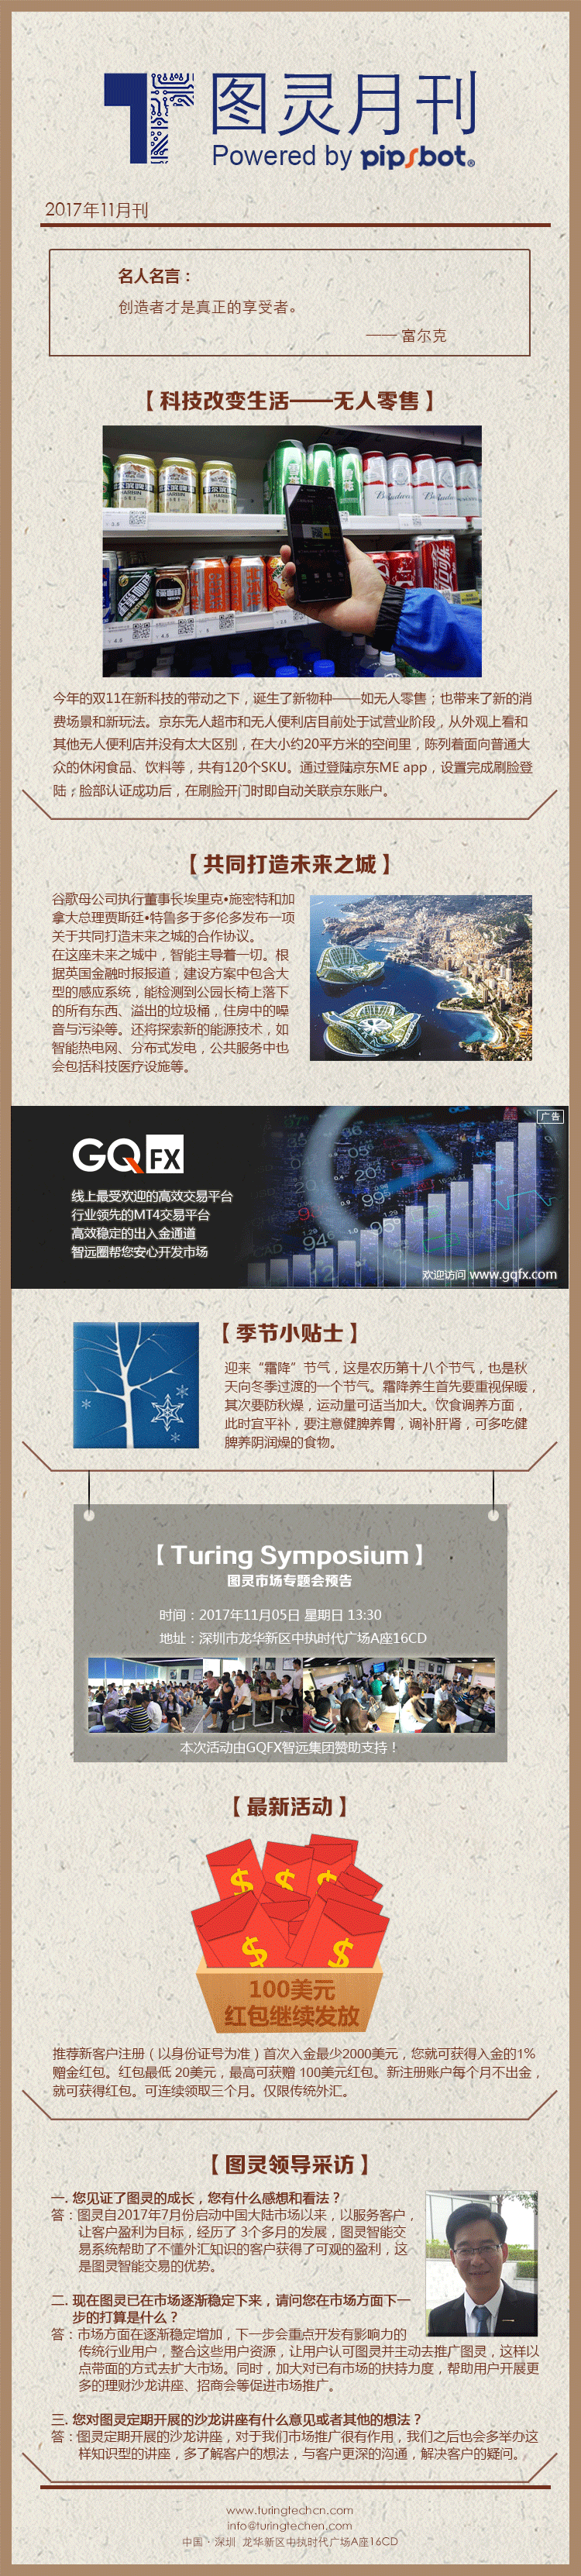 图灵月刊
Powered by pipsbot®
2017年11月刊
名人名言：
创造者才是真正的享受者。
—— 富尔克
【科技改变生活——无人零售】
今年的双11在新科技的带动之下，诞生了新物种——如无人零售；也带来了新的消
费场景和新玩法。京东无人超市和无人便利店目前处于试营业阶段，从外观上看和
其他无人便利店并没有太大区别，在大小约20平方米的空间里，陈列着面向普通大
众的休闲食品、饮料等，共有120个SKU。通过登陆京东ME app，设置完成刷脸登
陆；脸部认证成功后，在刷脸开门时即自动关联京东账户。
【共同打造未来之城】
谷歌母公司执行董事长埃里克•施密特和加
拿大总理贾斯廷•特鲁多于多伦多发布一项
关于共同打造未来之城的合作协议。
在这座未来之城中，智能主导着一切。根
据英国金融时报报道，建设方案中包含大
型的感应系统，能检测到公园长椅上落下
的所有东西、溢出的垃圾桶，住房中的噪
音与污染等。还将探索新的能源技术，如
智能热电网、分布式发电，公共服务中也
会包括科技医疗设施等。
广告
GQFX
线上最受欢迎的高效交易平台
行业领先的MT4交易平台
高效稳定的出入金通道
智远圈帮您安心开发市场
欢迎访问 www.gqfx.com
【季节小贴士】
迎来“霜降”节气，这是农历第十八个节气，也是秋
天向冬季过渡的一个节气。霜降养生首先要重视保暖，
其次要防秋燥，运动量可适当加大。饮食调养方面，
此时宜平补，要注意健脾养胃，调补肝肾，可多吃健
脾养阴润燥的食物。
【Turing Symposium】
图灵市场专题会预告
时间：2017年11月05日 星期日 13:30
地址：深圳市龙华新区中执时代广场A座16CD
本次活动由GQFX智远集团赞助支持！
【最新活动】
100美元
红包继续发放
推荐新客户注册（以身份证号为准）首次入金最少2000美元，您就可获得入金的1%
赠金红包。红包最低 20美元，最高可获赠 100美元红包。新注册账户每个月不出金，
就可获得红包。可连续领取三个月。仅限传统外汇。
【图灵领导采访】
一. 您见证了图灵的成长，您有什么感想和看法？
答：图灵自2017年7月份启动中国大陆市场以来，以服务客户，
让客户盈利为目标，经历了 3个多月的发展，图灵智能交
易系统帮助了不懂外汇知识的客户获得了可观的盈利，这
是图灵智能交易的优势。
二. 现在图灵已在市场逐渐稳定下来，请问您在市场方面下一
步的打算是什么？
答：市场方面在逐渐稳定增加，下一步会重点开发有影响力的
传统行业用户，整合这些用户资源，让用户认可图灵并主动去推广图灵，这样以
点带面的方式去扩大市场。同时，加大对已有市场的扶持力度，帮助用户开展更
多的理财沙龙讲座、招商会等促进市场推广。
三. 您对图灵定期开展的沙龙讲座有什么意见或者其他的想法？
答：图灵定期开展的沙龙讲座，对于我们市场推广很有作用，我们之后也会多举办这
样知识型的讲座，多了解客户的想法，与客户更深的沟通，解决客户的疑问。
www.turingtechcn.com
info@turingtechen.com
中国·深圳 龙华新区中执时代广场A座16CD